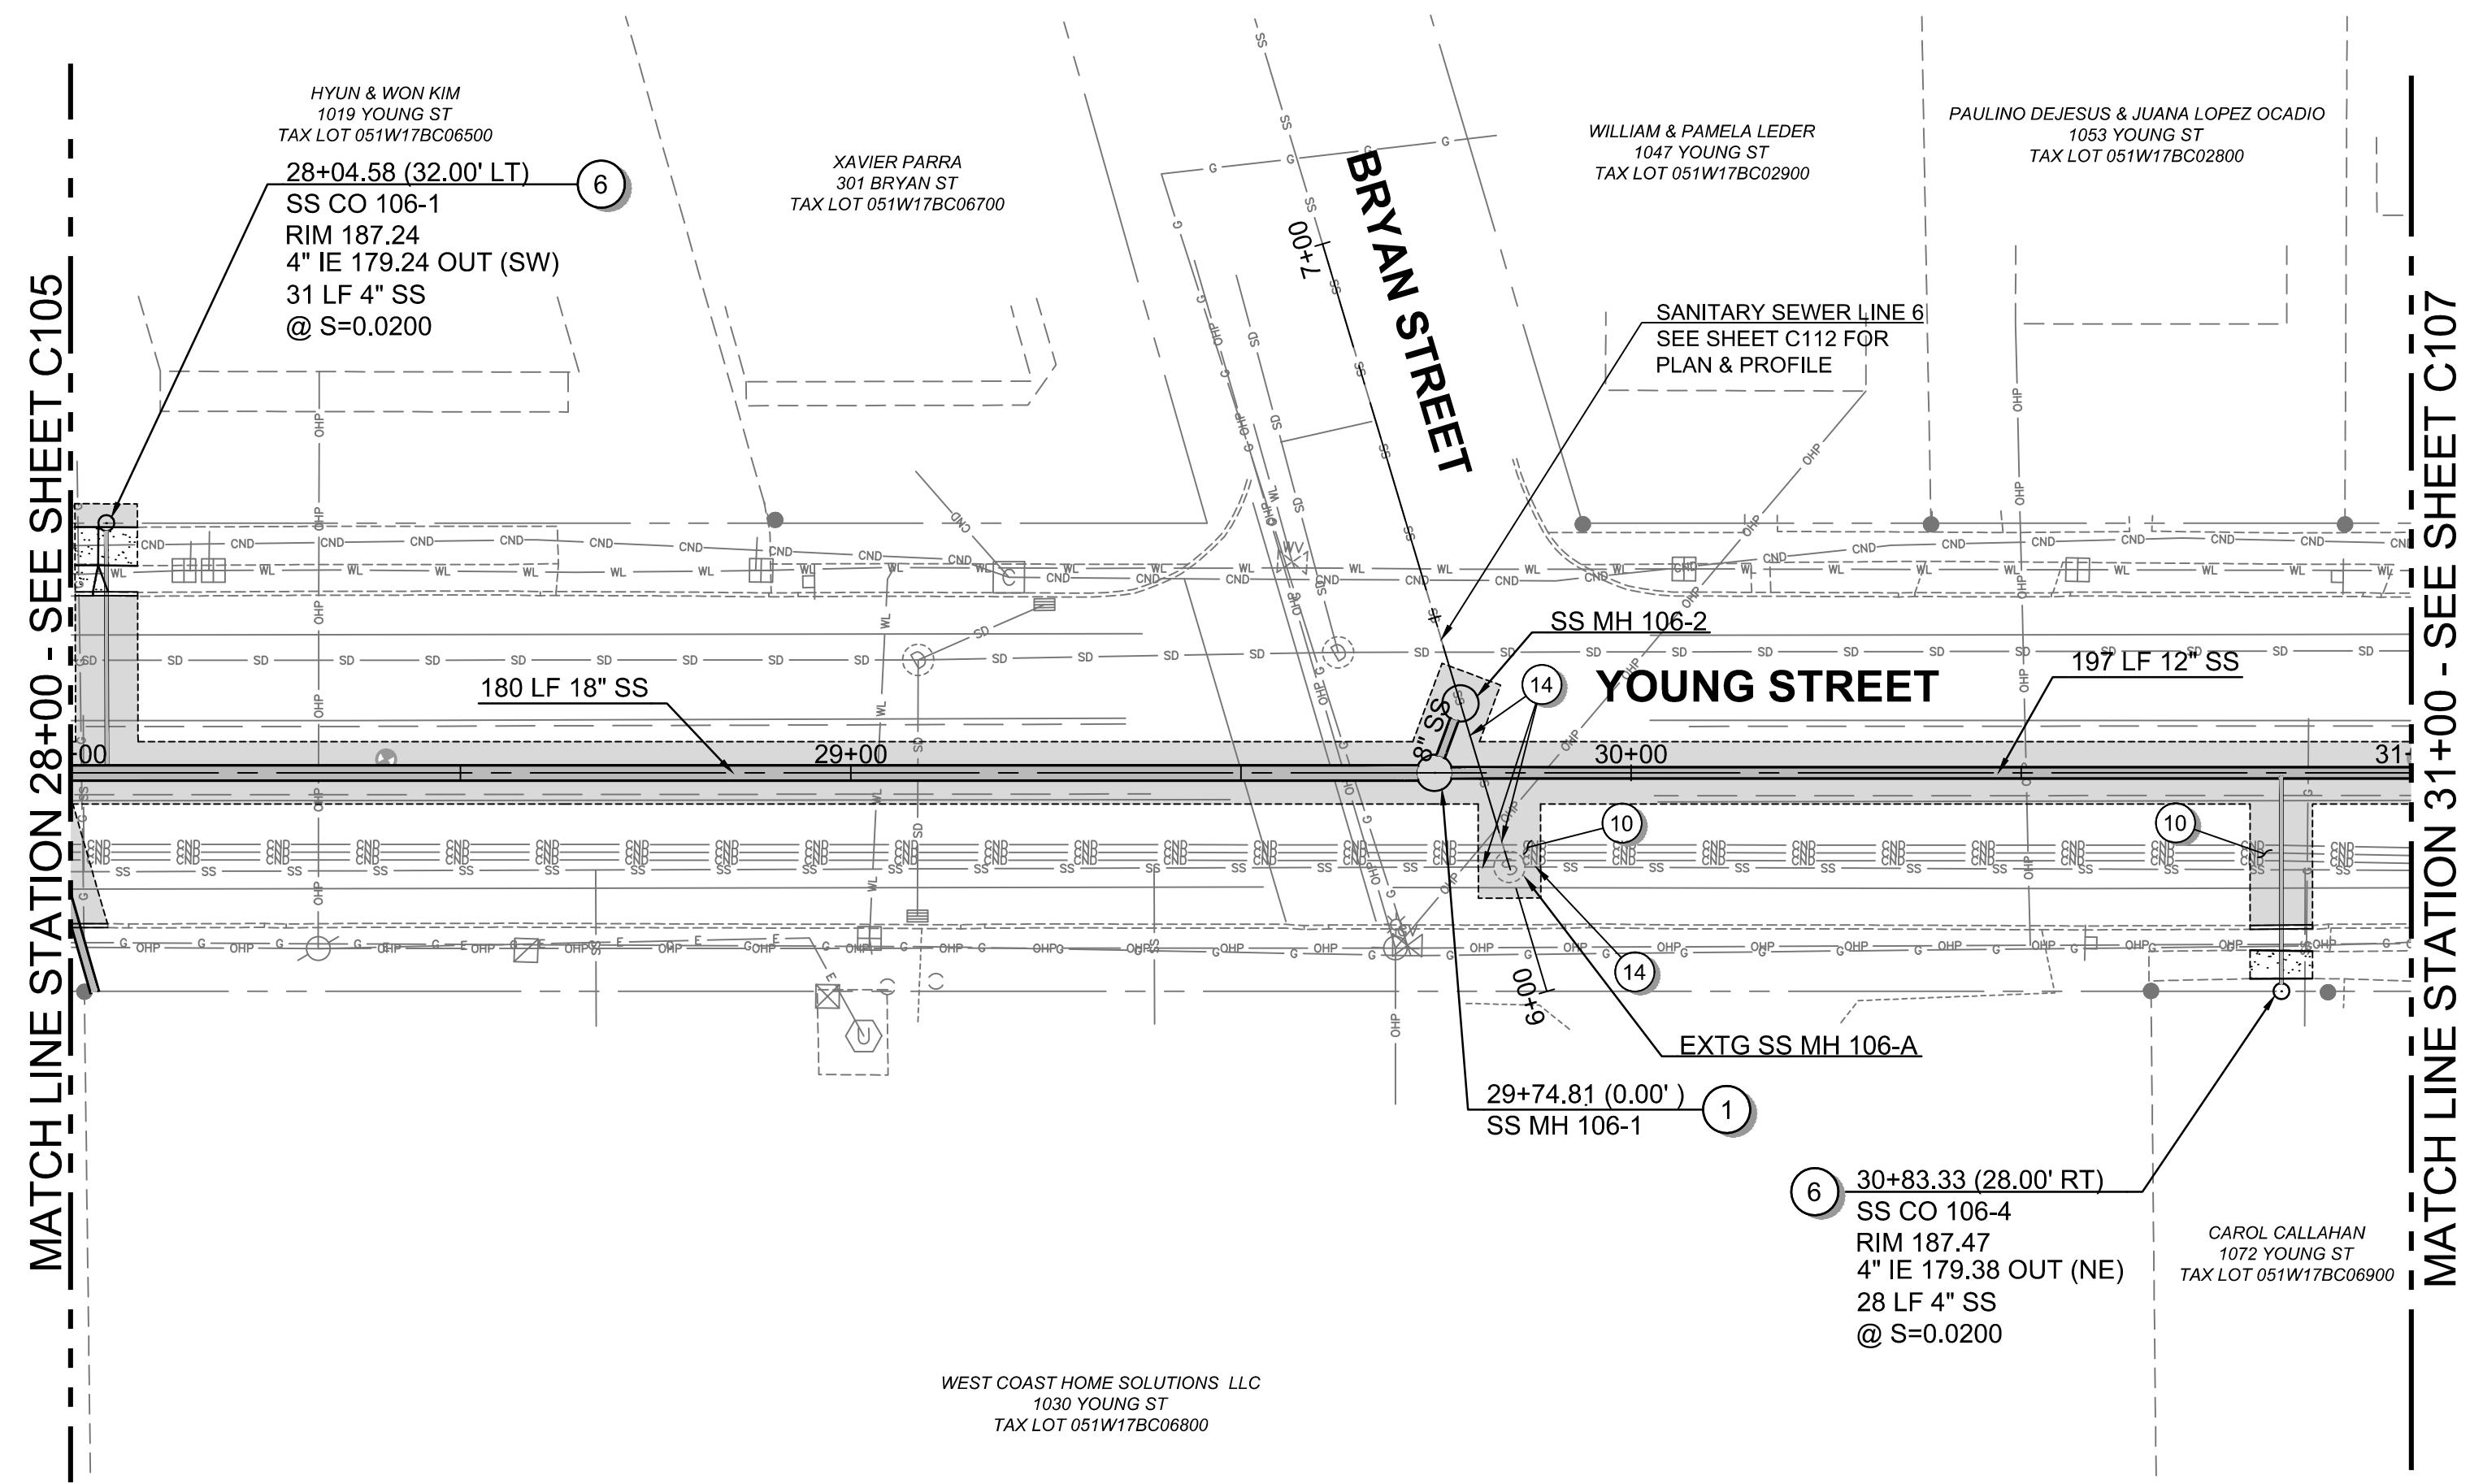 HYUN & WON KIM
1019 YOUNG ST
TAX LOT 051W17BC06500
28+04.58 (32.00' LT)
6
SS CO 106-1
RIM 187.24
4" IE 179.24 OUT (SW)
31 LF 4" SS
@ S=0.0200
XAVIER PARRA
301 BRYAN ST
TAX LOT 051W17BC06700
WILLIAM & PAMELA LEDER
1047 YOUNG ST
TAX LOT 051W17BC02900
PAULINO DEJESUS & JUANA LOPEZ OCADIO
1053 YOUNG ST
TAX LOT 051W17BC02800
BRYAN STREET
7+00
SANITARY SEWER LINE 6
SEE SHEET C112 FOR
PLAN & PROFILE
MATCH LINE STATION 28+00 - SEE SHEET C105
MATCH LINE STATION 31+00 - SEE SHEET C107
SS MH 106-2
14
YOUNG STREET
180 LF 18" SS
197 LF 12" SS
8" SS
+00
29+00
30+00
31+
10
10
14
6+00
EXTG SS MH 106-A
29+74.81 (0.00' )
1
SS MH 106-1
6
30+83.33 (28.00' RT)
SS CO 106-4
RIM 187.47
4" IE 179.38 OUT (NE)
28 LF 4" SS
@ S=0.0200
CAROL CALLAHAN
1072 YOUNG ST
TAX LOT 051W17BC06900
WEST COAST HOME SOLUTIONS LLC
1030 YOUNG ST
TAX LOT 051W17BC06800